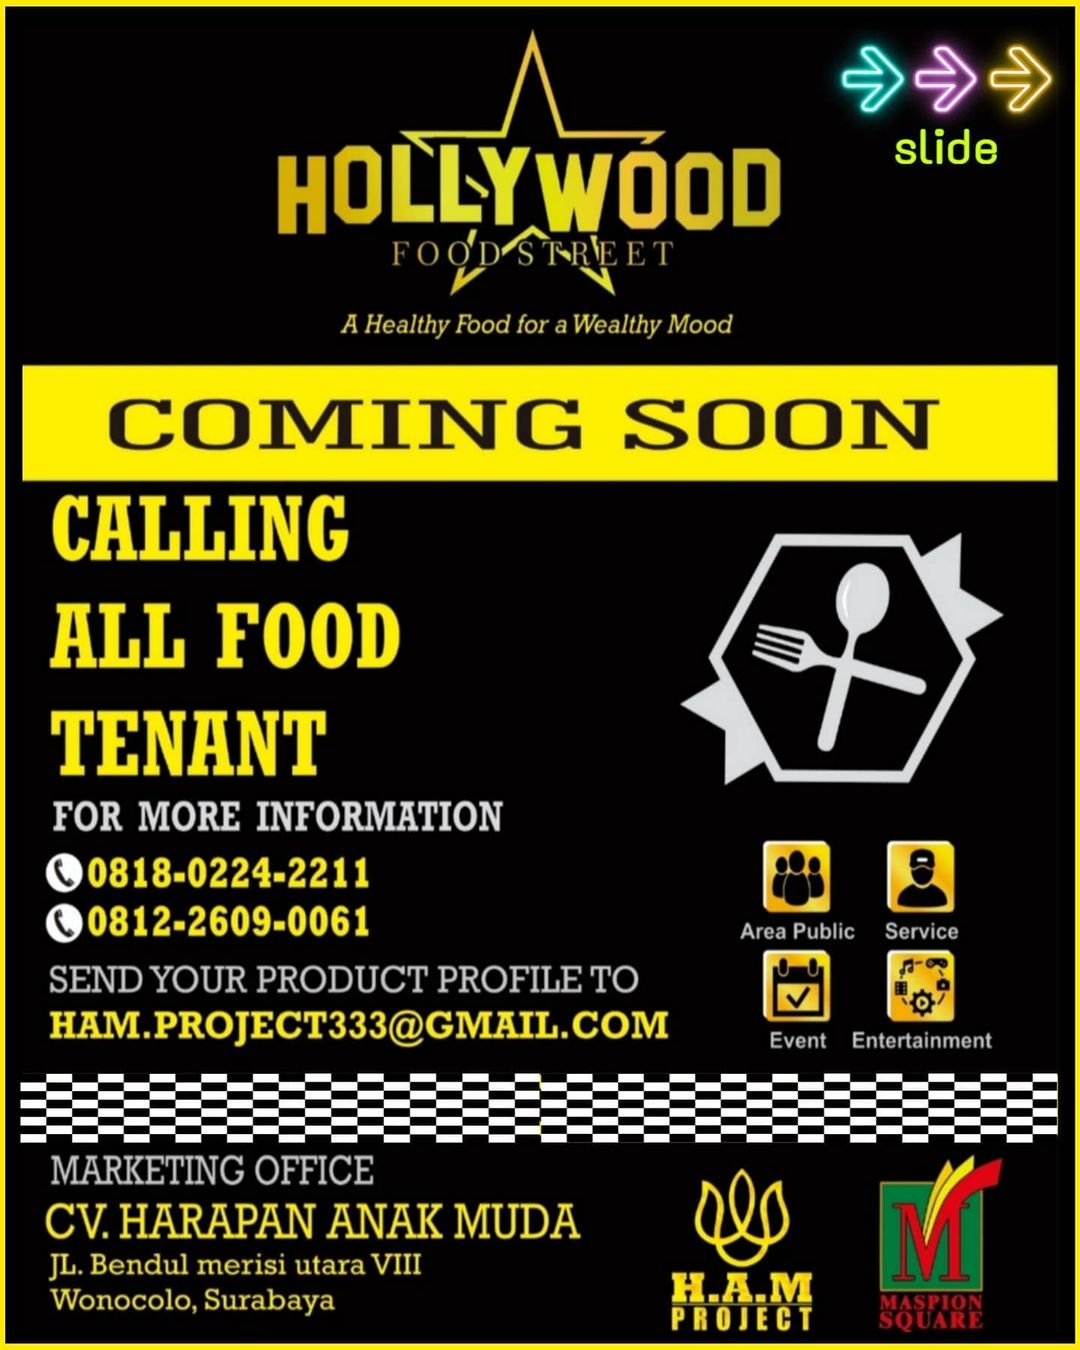 slide
HOLLYWOOD
FOOD STREET
A Healthy Food for a Wealthy Mood
COMING SOON
CALLING
ALL FOOD
TENANT
FOR MORE INFORMATION
0818-0224-2211
0812-2609-0061
SEND YOUR PRODUCT PROFILE TO
HAM.PROJECT333@GMAIL.COM
Area Public
Service
Event
Entertainment
MARKETING OFFICE
CV. HARAPAN ANAK MUDA
JL. Bendul merisi utara VIII
Wonocolo, Surabaya
H.A.M
PROJECT
M
MASPION
SQUARE